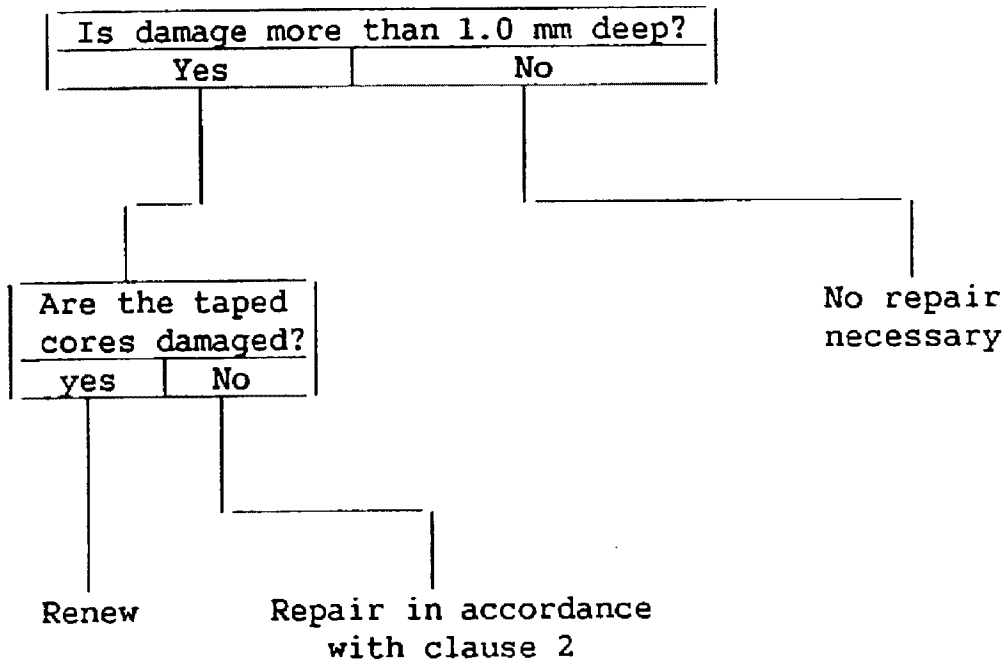 Is damage more than 1.0 mm deep?
Yes No
Are the taped
cores damaged?
yes No
No repair
necessary
Renew
Repair in accordance
with clause 2